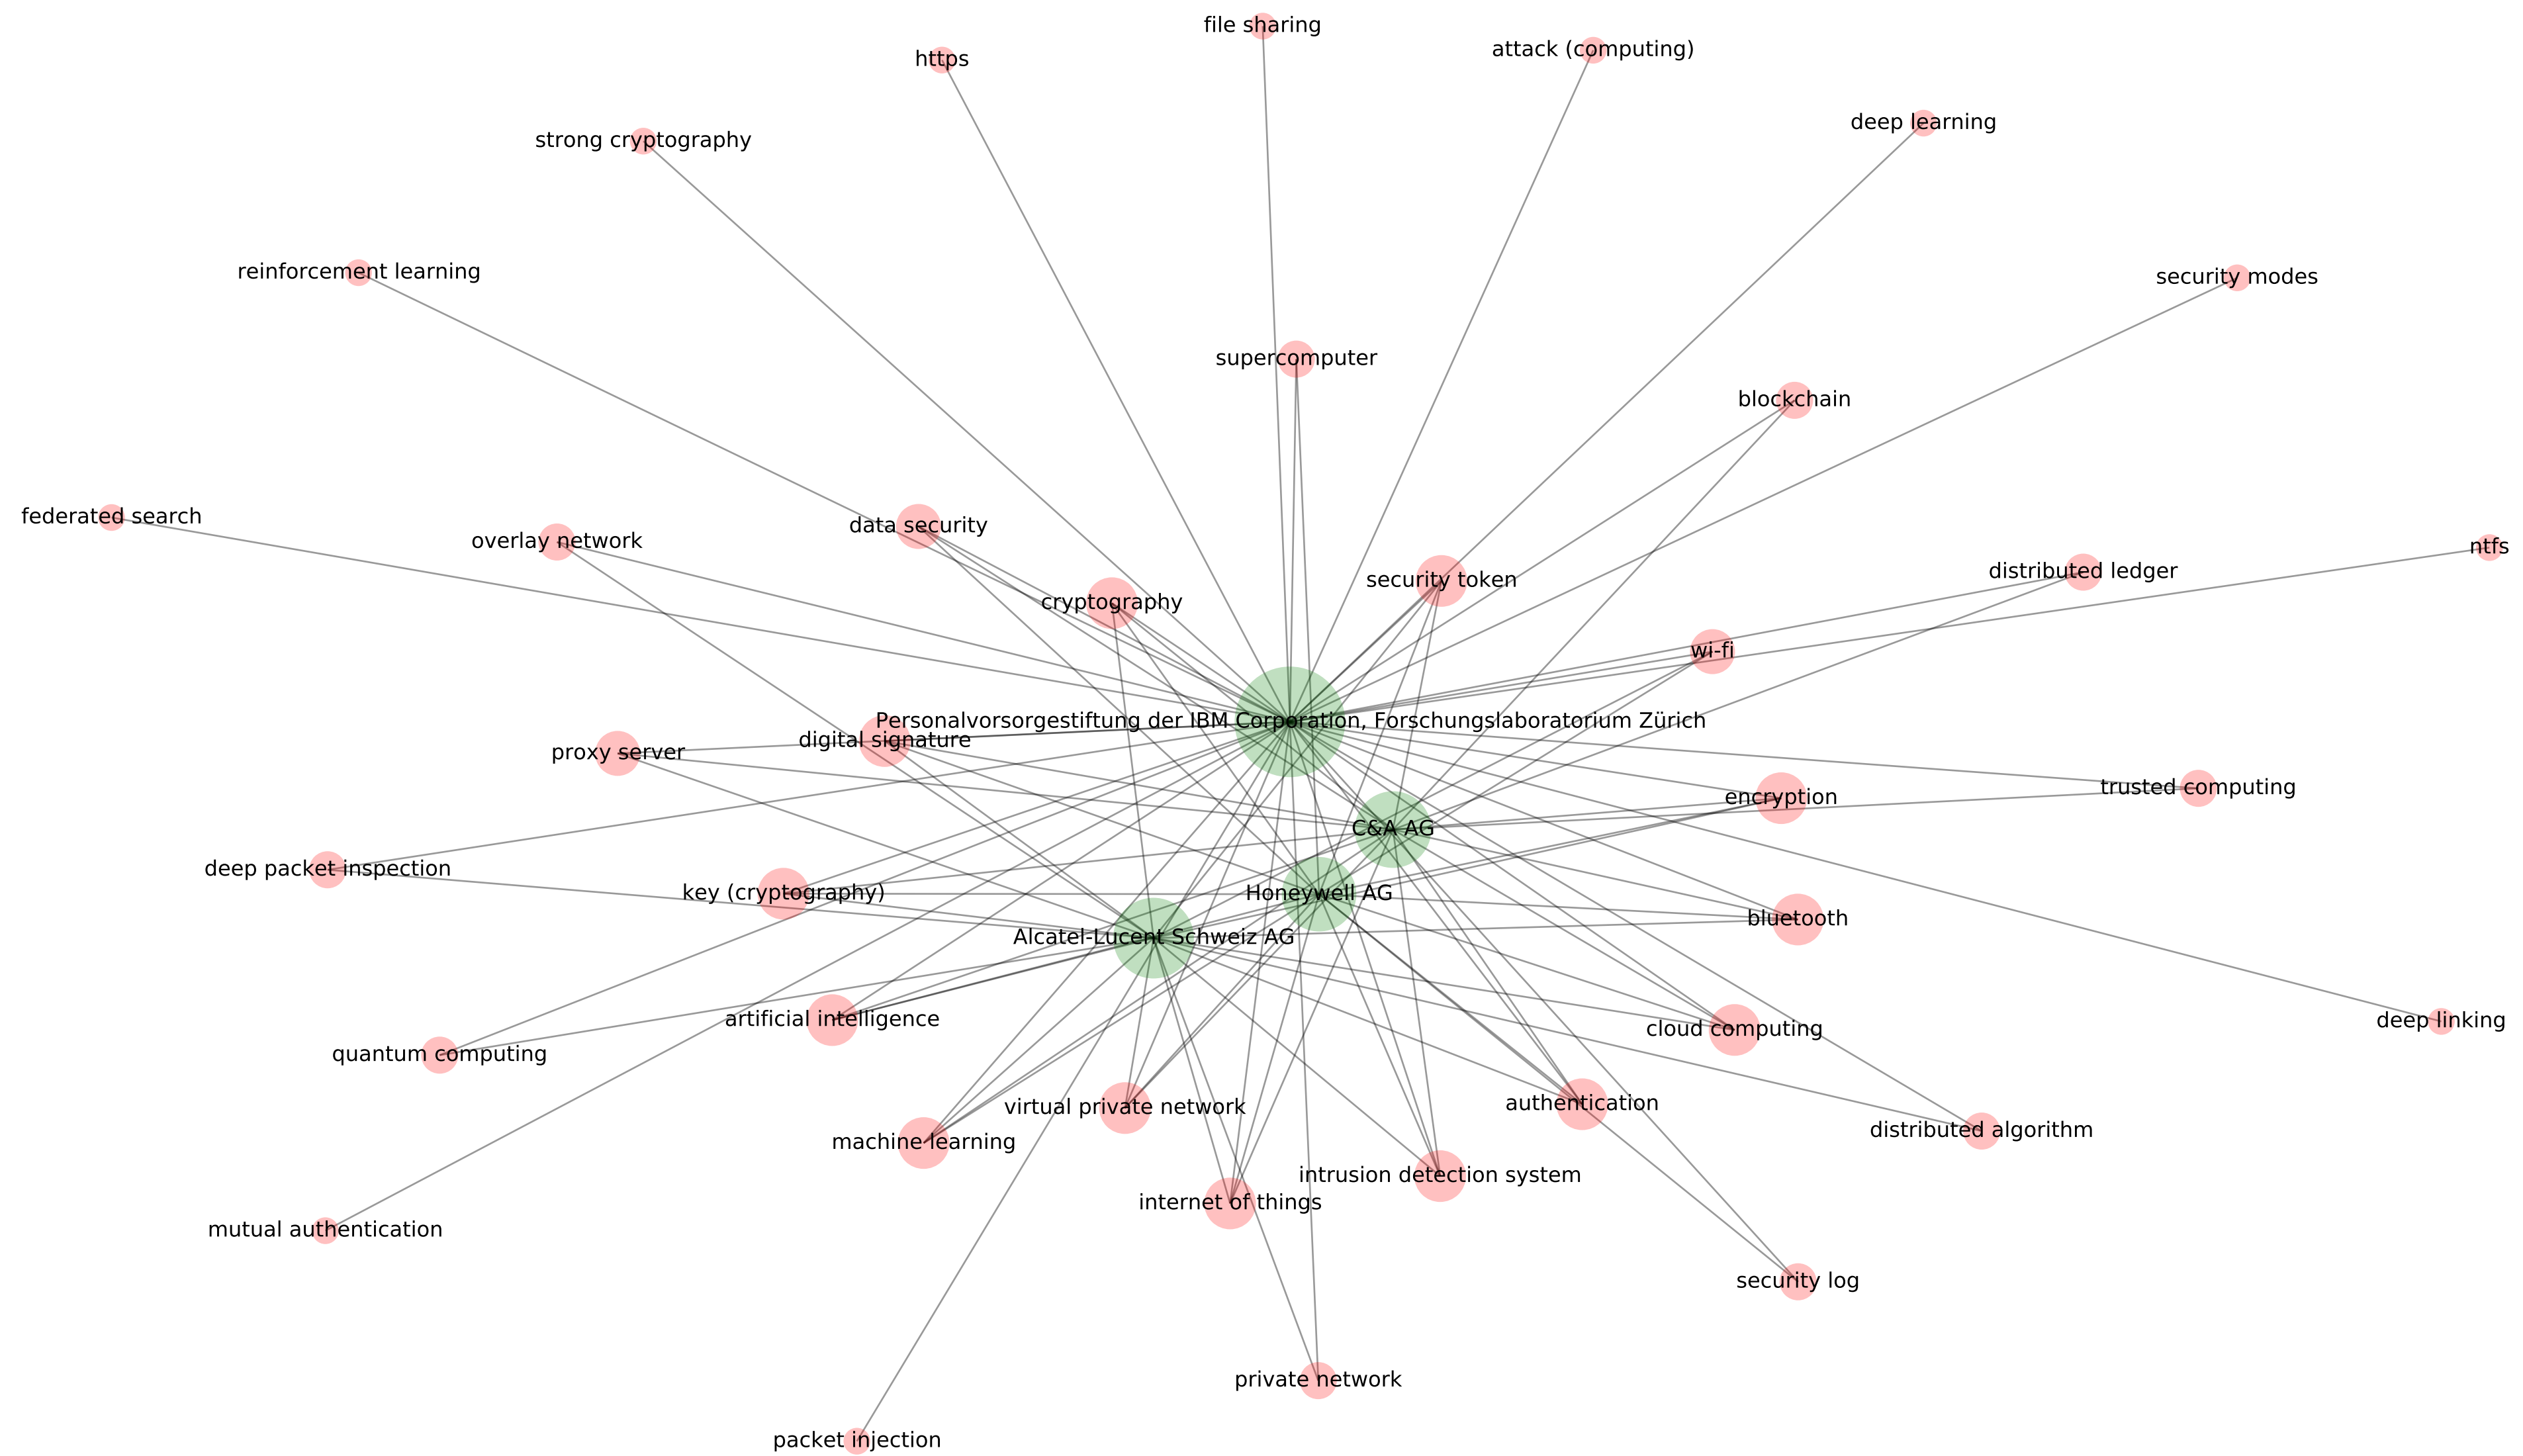 file sharing
attack (computing)
https
deep learning
strong cryptography
reinforcement learning
security modes
supercomputer
blockchain
federated search
data security
overlay network
ntfs
distributed ledger
security token
cryptography
wi-fi
Personalvorsorgestiftung der IBM Corporation, Forschungslaboratorium Zürich
digital signature
proxy server
trusted computing
encryption
C&A AG
deep packet inspection
key (cryptography)
Honeywell AG
bluetooth
Alcatel-Lucent Schweiz AG
artificial intelligence
deep linking
cloud computing
quantum computing
authentication
virtual private network
distributed algorithm
machine learning
intrusion detection system
internet of things
mutual authentication
security log
private network
packet injection